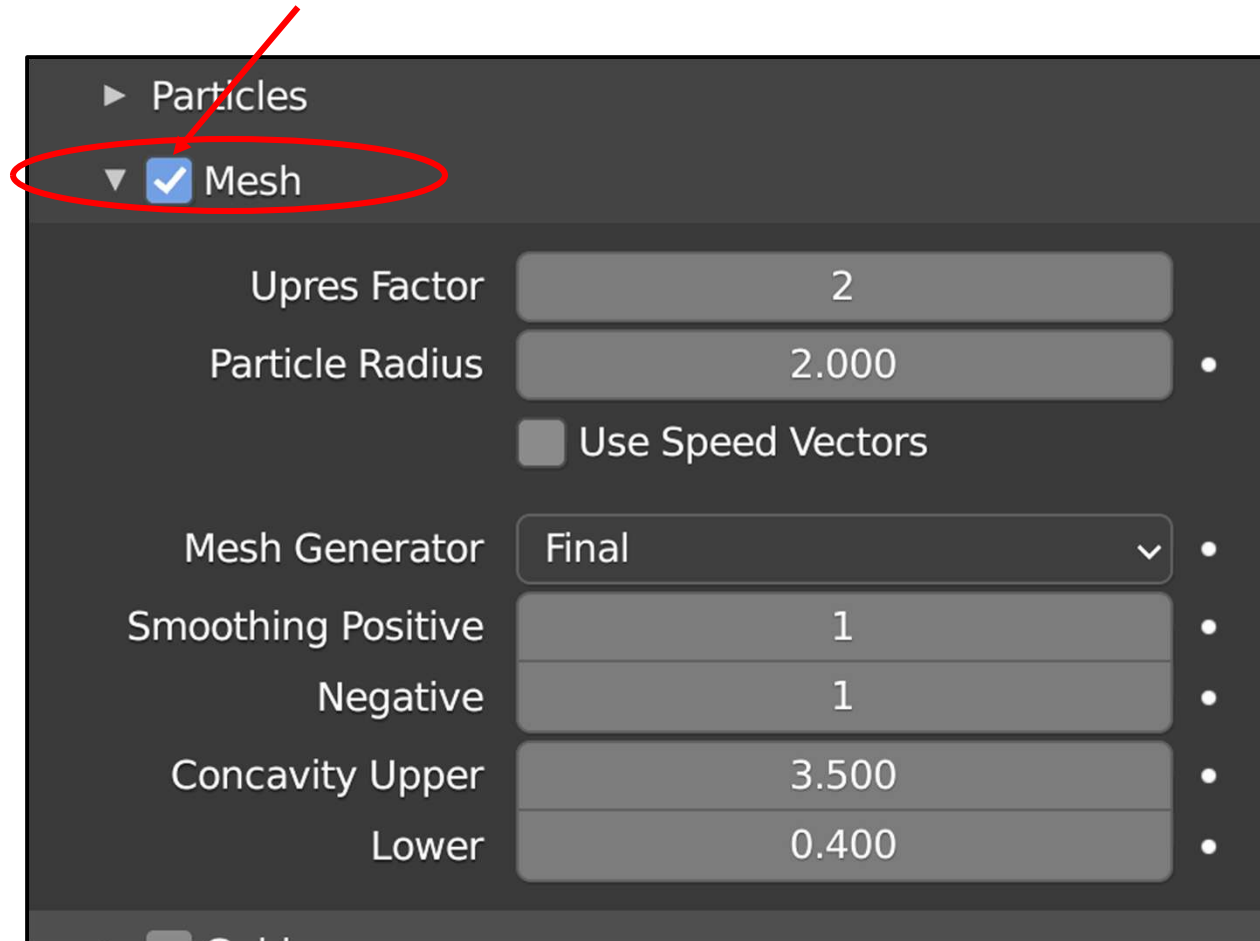 Particles
Mesh
Upres Factor 2
Particle Radius 2.000
Use Speed Vectors
Mesh Generator Final
Smoothing Positive 1
Negative 1
Concavity Upper 3.500
Lower 0.400